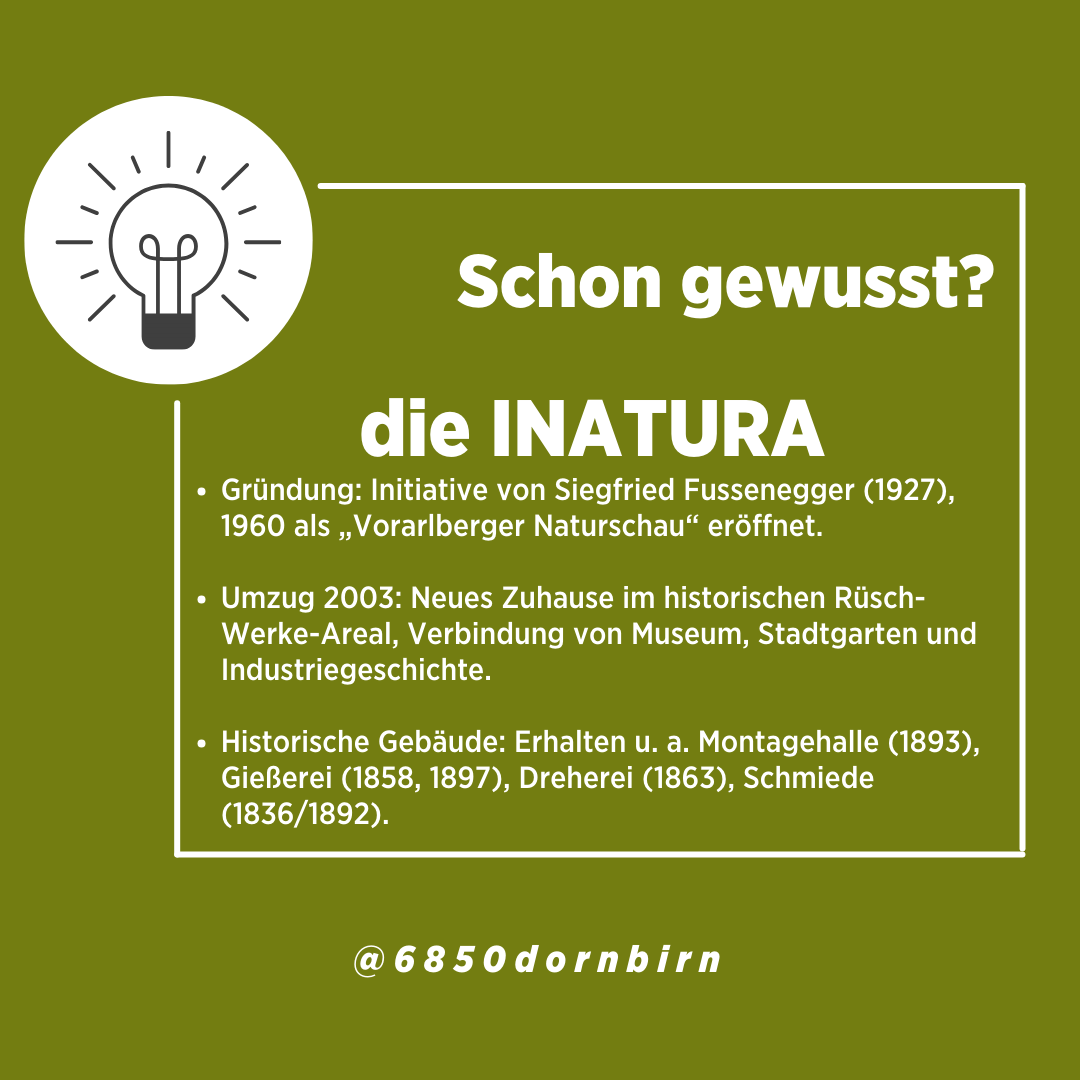 Schon gewusst?
die INATURA
• Gründung: Initiative von Siegfried Fussenegger (1927),
1960 als „Vorarlberger Naturschau“ eröffnet.
• Umzug 2003: Neues Zuhause im historischen Rüsch-
Werke-Areal, Verbindung von Museum, Stadtgarten und
Industriegeschichte.
• Historische Gebäude: Erhalten u. a. Montagehalle (1893),
Gießerei (1858, 1897), Dreherei (1863), Schmiede
(1836/1892).
@6850dornbirn